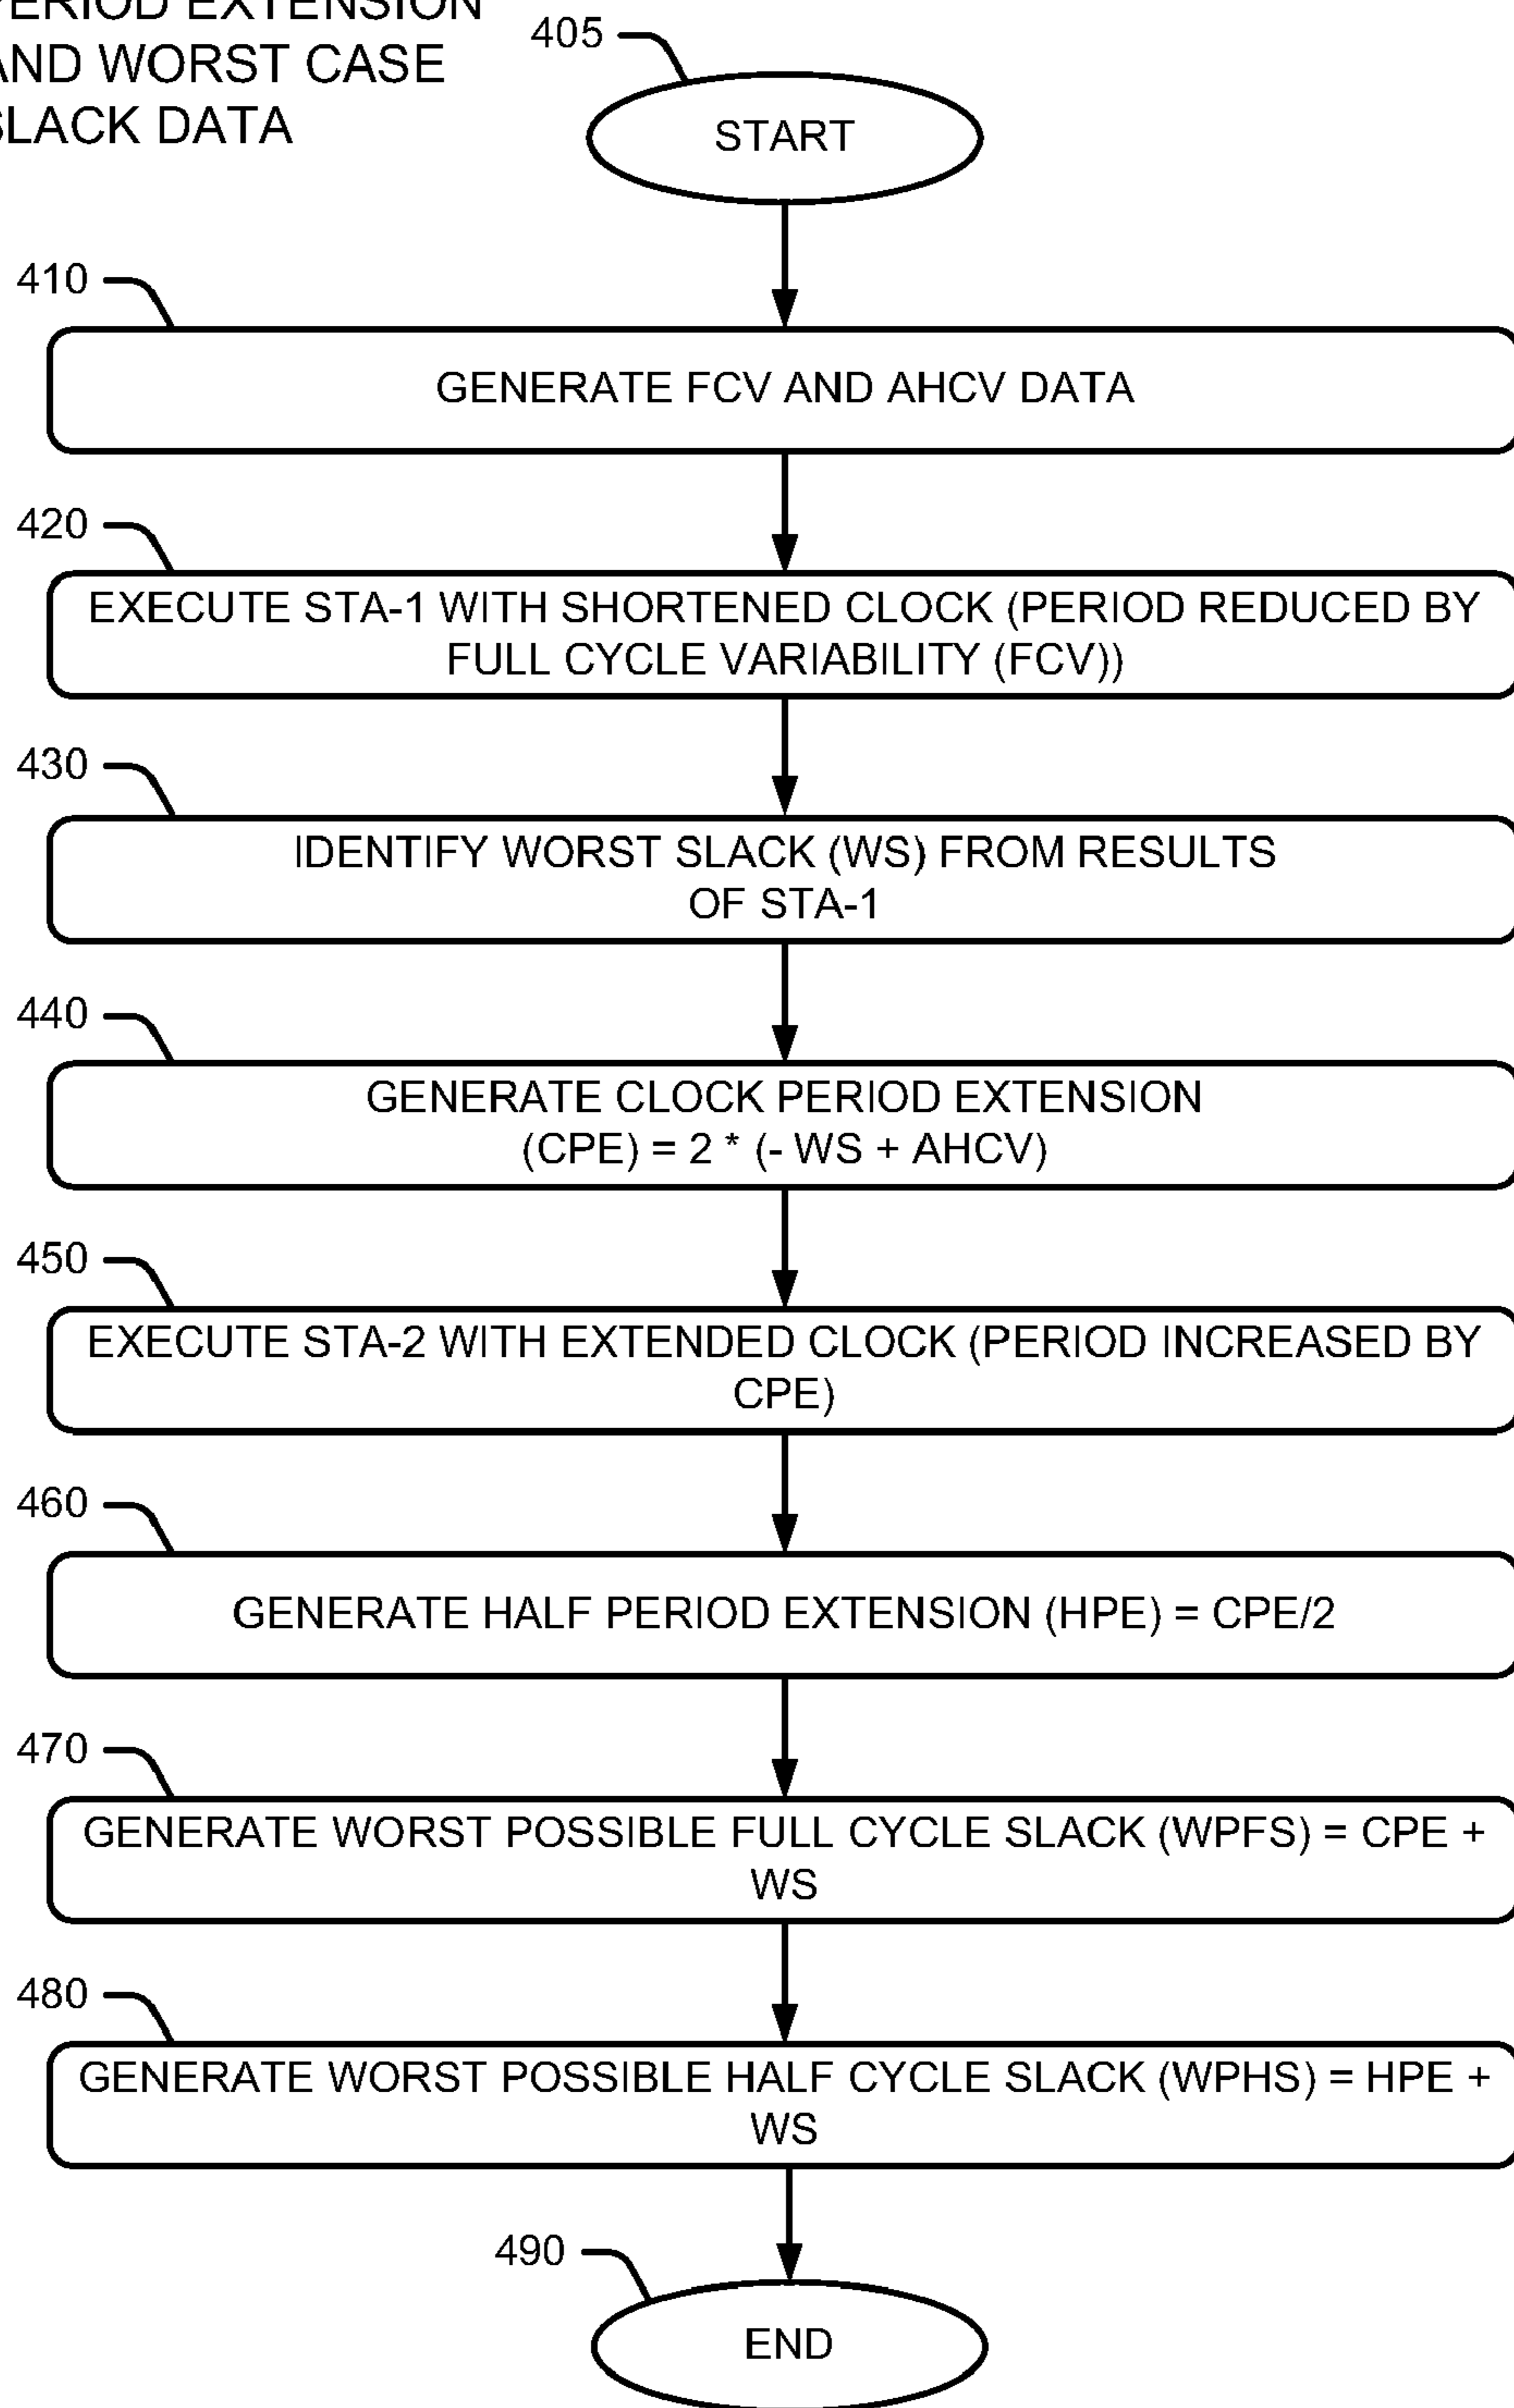 PERIOD EXTENSION
AND WORST CASE
SLACK DATA
405
START
410
GENERATE FCV AND AHCV DATA
420
EXECUTE STA-1 WITH SHORTENED CLOCK (PERIOD REDUCED BY
FULL CYCLE VARIABILITY (FCV))
430
IDENTIFY WORST SLACK (WS) FROM RESULTS
OF STA-1
440
GENERATE CLOCK PERIOD EXTENSION
(CPE) = 2 * (- WS + AHCV)
450
EXECUTE STA-2 WITH EXTENDED CLOCK (PERIOD INCREASED BY
CPE)
460
GENERATE HALF PERIOD EXTENSION (HPE) = CPE/2
470
GENERATE WORST POSSIBLE FULL CYCLE SLACK (WPFS) = CPE +
WS
480
GENERATE WORST POSSIBLE HALF CYCLE SLACK (WPHS) = HPE +
WS
490
END